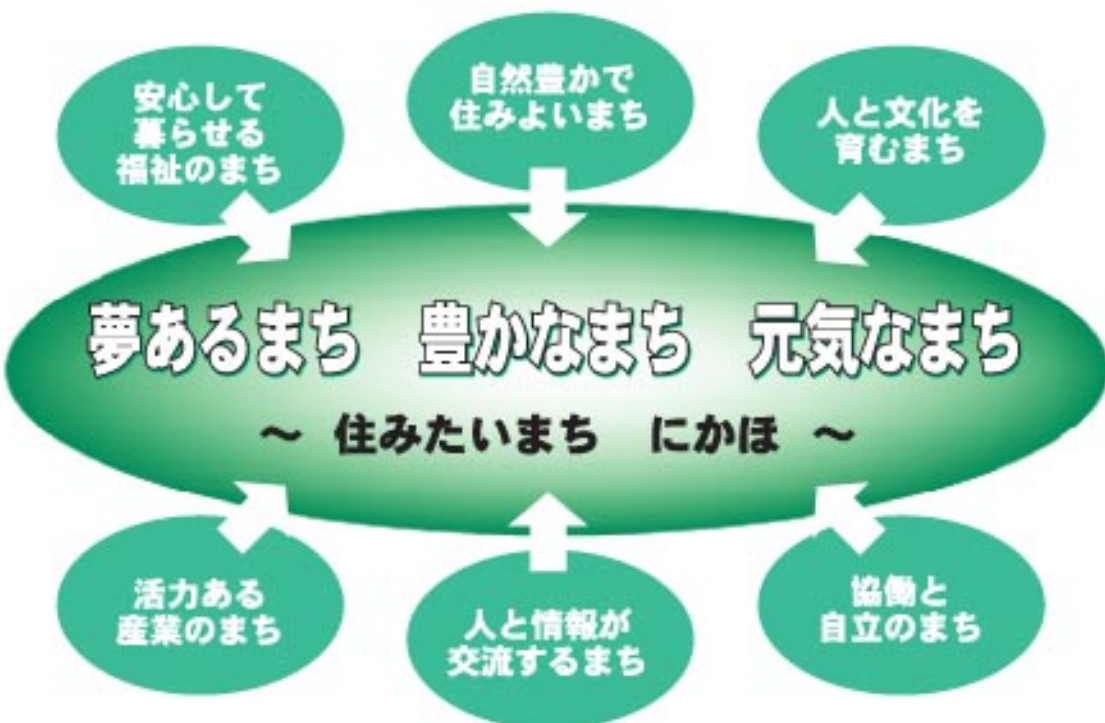 安心して
暮らせる
福祉のまち
自然豊かで
住みよいまち
人と文化を
育むまち
夢あるまち　豊かなまち　元気なまち
～ 住みたいまち　にかほ ～
活力ある
産業のまち
人と情報が
交流するまち
協働と
自立のまち